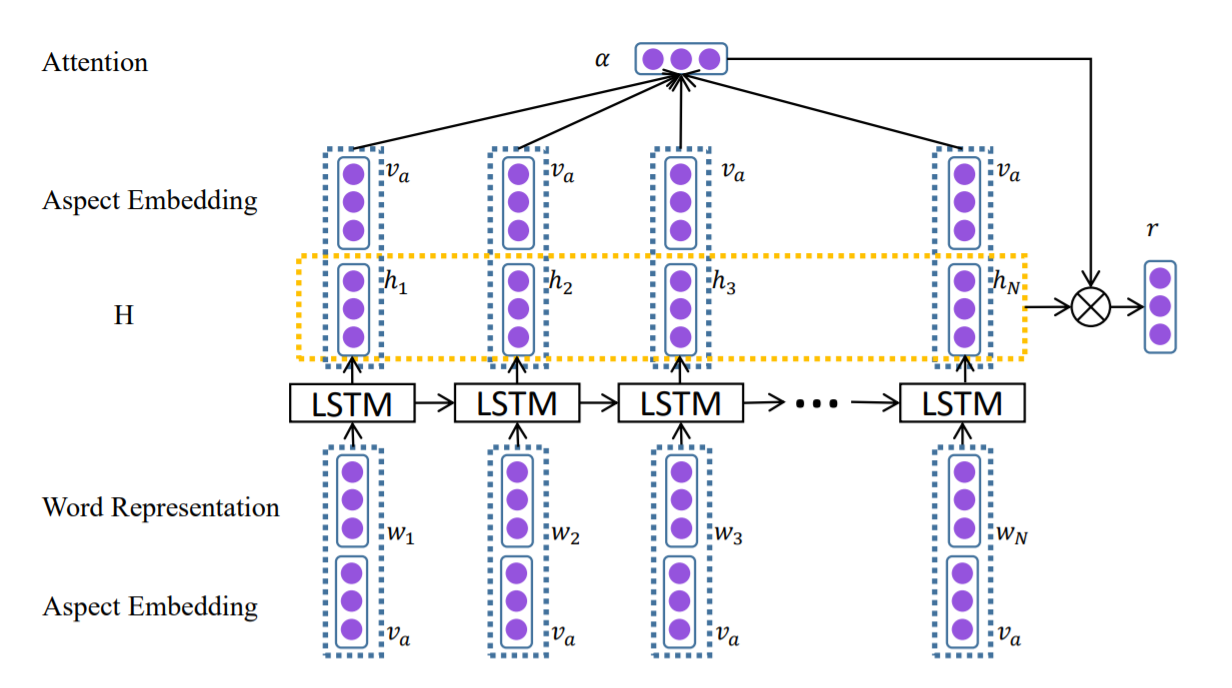 Attention α
v_a v_a v_a v_a
Aspect Embedding
r
h_1 h_2 h_3 h_N
H
LSTM LSTM LSTM ... LSTM
Word Representation
w_1 w_2 w_3 w_N
Aspect Embedding
v_a v_a v_a v_a